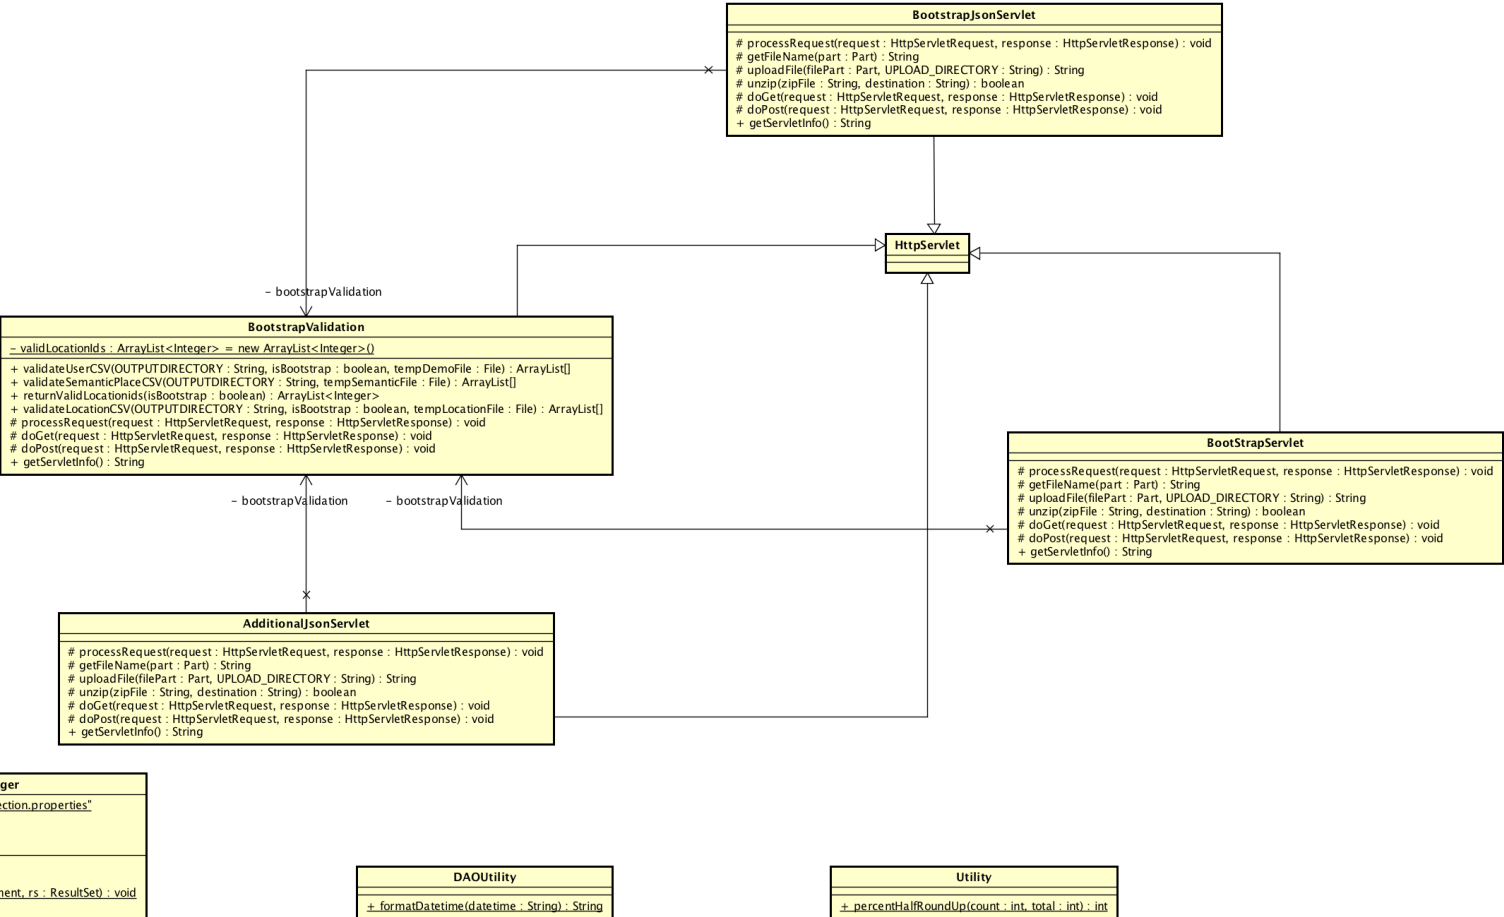 BootstrapJsonServlet
# processRequest(request : HttpServletRequest, response : HttpServletResponse) : void
# getFileName(part : Part) : String
# uploadFile(filePart : Part, UPLOAD_DIRECTORY : String) : String
# unzip(zipFile : String, destination : String) : boolean
# doGet(request : HttpServletRequest, response : HttpServletResponse) : void
# doPost(request : HttpServletRequest, response : HttpServletResponse) : void
+ getServletInfo() : String
HttpServlet
- bootstrapValidation
BootstrapValidation
- validLocationIds : ArrayList<Integer> = new ArrayList<Integer>()
+ validateUserCSV(OUTPUTDIRECTORY : String, isBootstrap : boolean, tempDemoFile : File) : ArrayList[]
+ validateSemanticPlaceCSV(OUTPUTDIRECTORY : String, tempSemanticFile : File) : ArrayList[]
+ returnValidLocationids(isBootstrap : boolean) : ArrayList<Integer>
+ validateLocationCSV(OUTPUTDIRECTORY : String, isBootstrap : boolean, tempLocationFile : File) : ArrayList[]
# processRequest(request : HttpServletRequest, response : HttpServletResponse) : void
# doGet(request : HttpServletRequest, response : HttpServletResponse) : void
# doPost(request : HttpServletRequest, response : HttpServletResponse) : void
+ getServletInfo() : String
BootStrapServlet
# processRequest(request : HttpServletRequest, response : HttpServletResponse) : void
# getFileName(part : Part) : String
# uploadFile(filePart : Part, UPLOAD_DIRECTORY : String) : String
# unzip(zipFile : String, destination : String) : boolean
# doGet(request : HttpServletRequest, response : HttpServletResponse) : void
# doPost(request : HttpServletRequest, response : HttpServletResponse) : void
+ getServletInfo() : String
- bootstrapValidation
- bootstrapValidation
AdditionalJsonServlet
# processRequest(request : HttpServletRequest, response : HttpServletResponse) : void
# getFileName(part : Part) : String
# uploadFile(filePart : Part, UPLOAD_DIRECTORY : String) : String
# unzip(zipFile : String, destination : String) : boolean
# doGet(request : HttpServletRequest, response : HttpServletResponse) : void
# doPost(request : HttpServletRequest, response : HttpServletResponse) : void
+ getServletInfo() : String
ger
ection.properties"
ment, rs : ResultSet) : void
DAOUtility
+ formatDatetime(datetime : String) : String
Utility
+ percentHalfRoundUp(count : int, total : int) : int